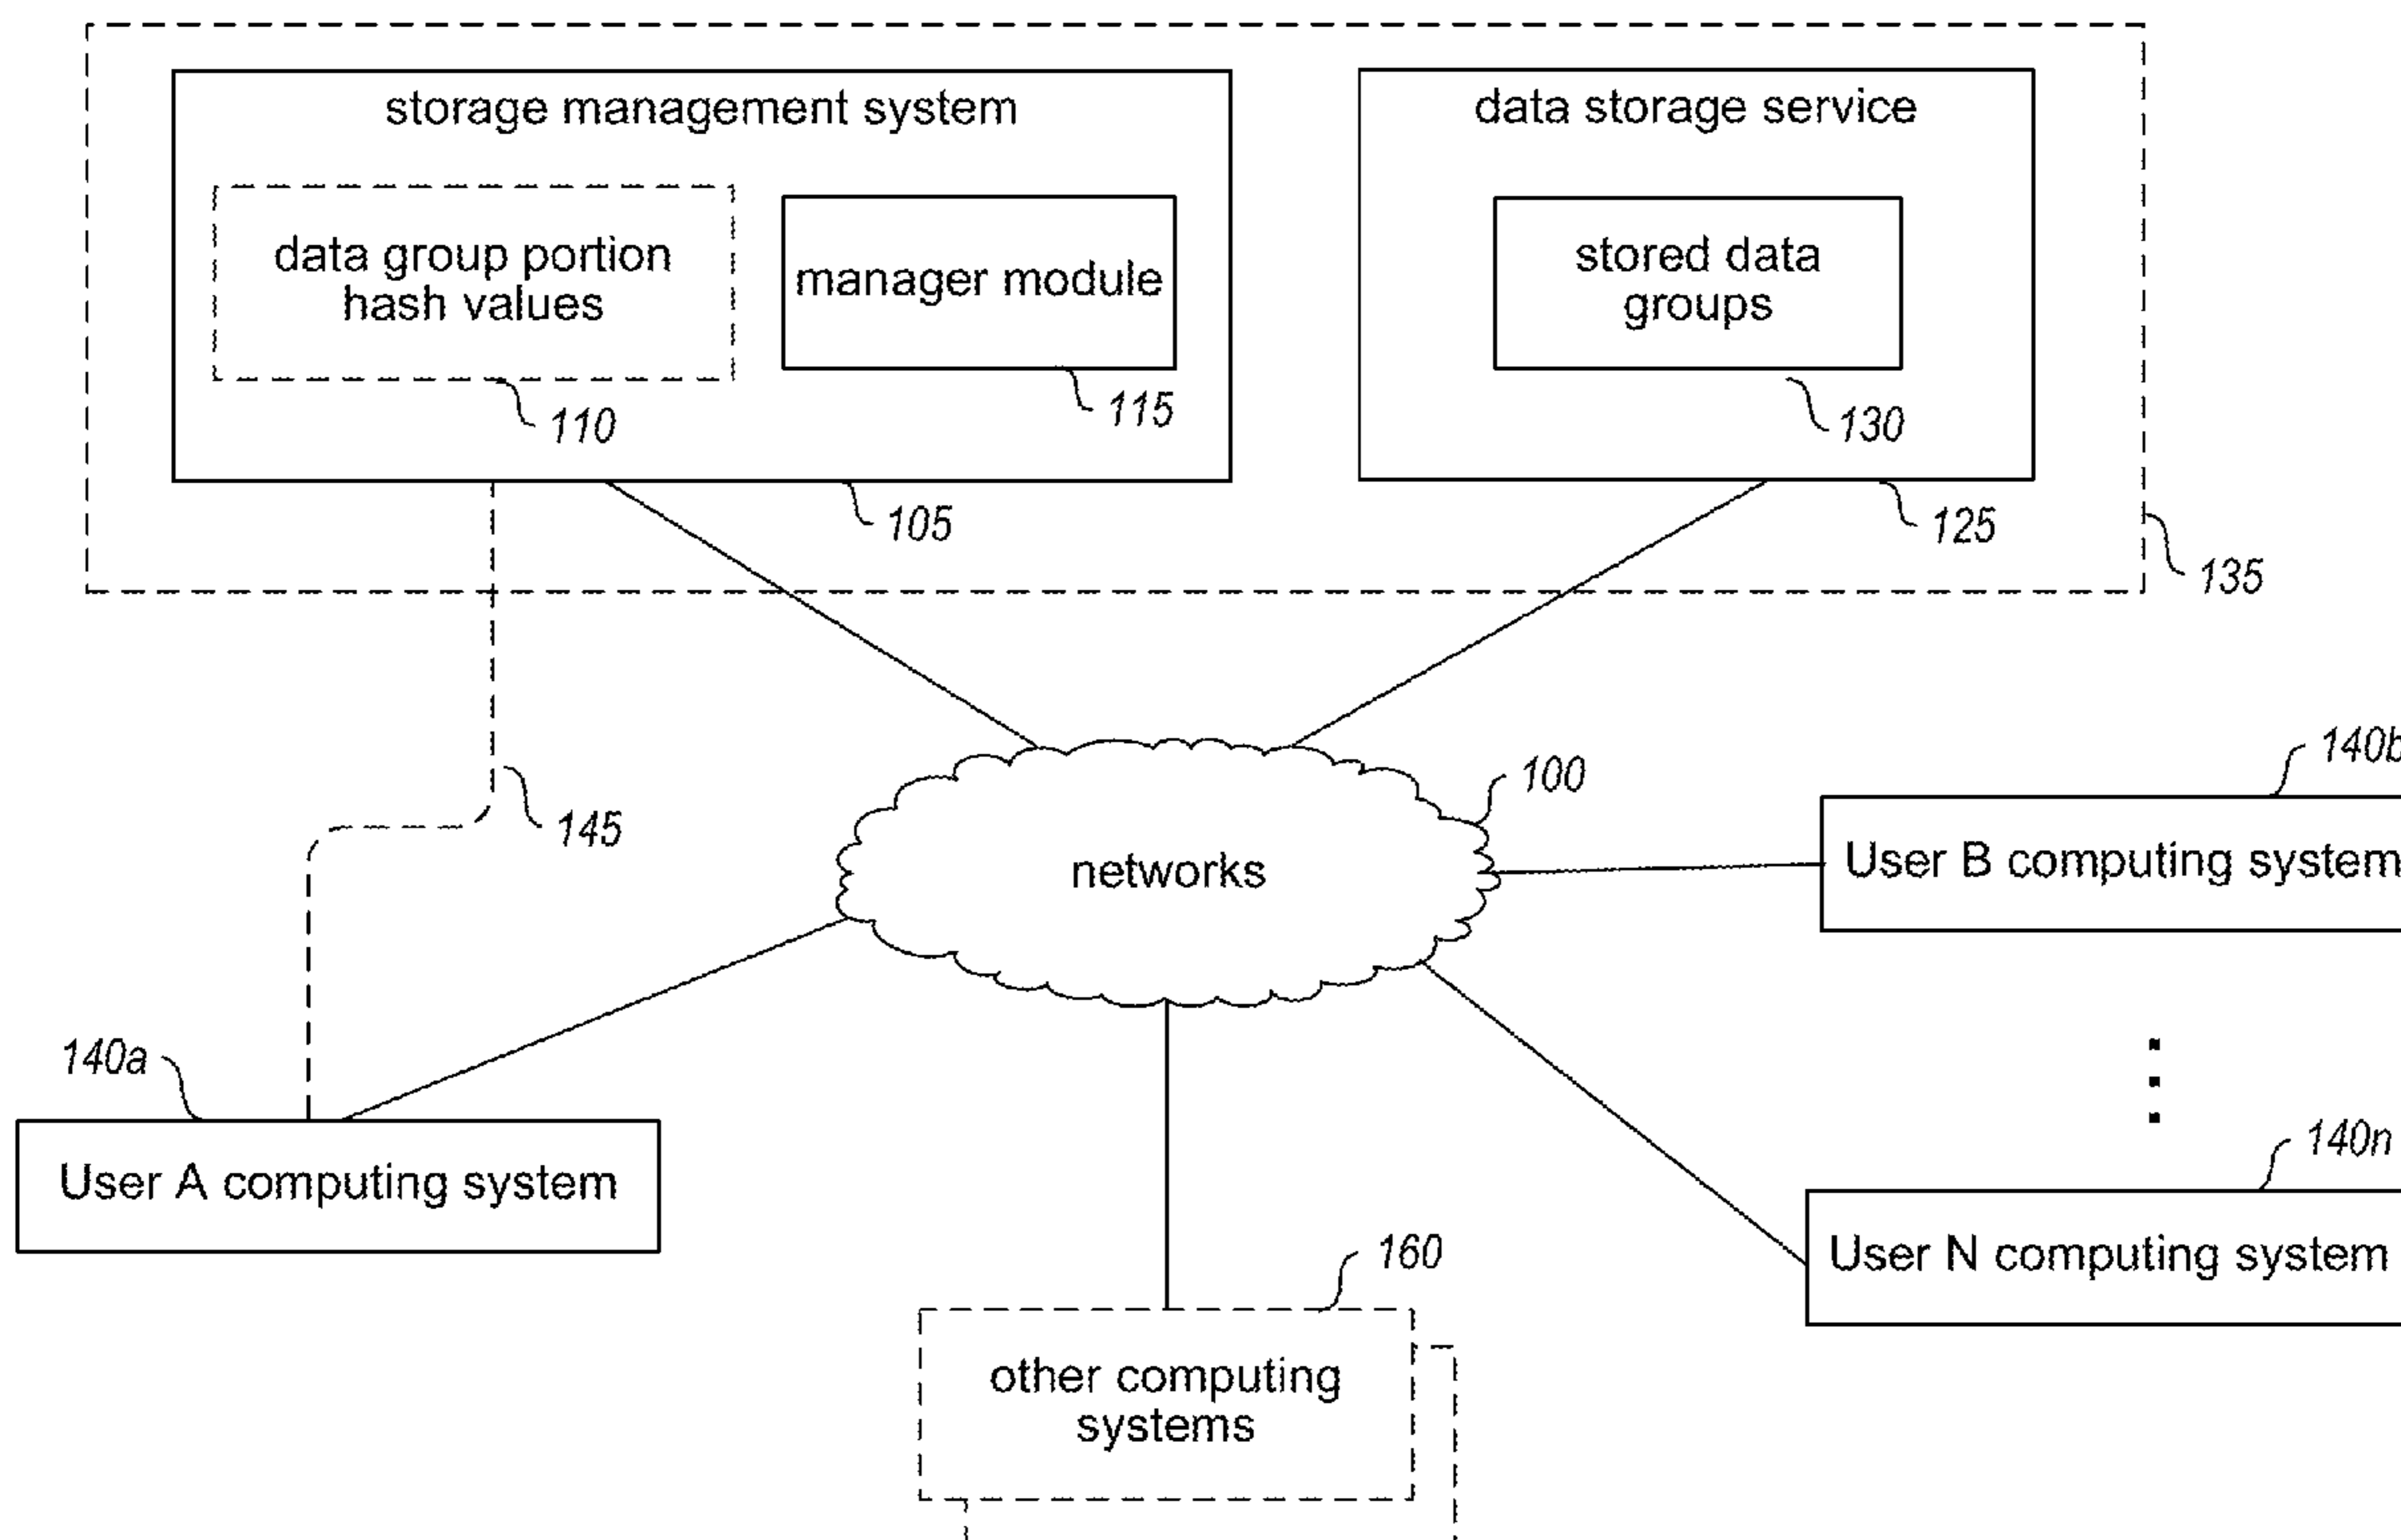 storage management system
data storage service
data group portion
hash values
manager module
stored data
groups
110
115
130
105
125
135
145
100
networks
140b
User B computing system
140a
User A computing system
140n
User N computing system
160
other computing
systems